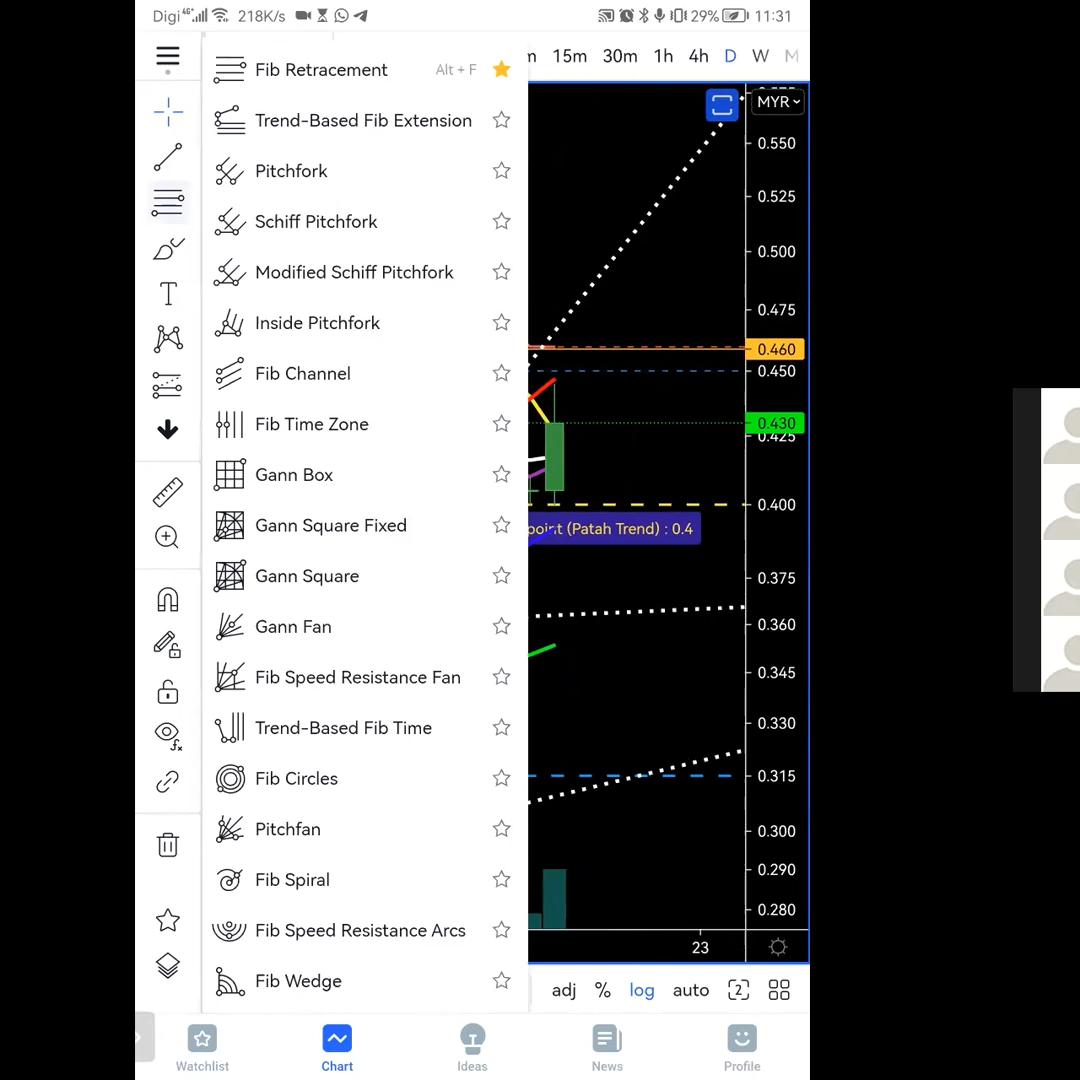 Digi 4G 218K/s 29% 11:31
Fib Retracement Alt + F
Trend-Based Fib Extension
Pitchfork
Schiff Pitchfork
Modified Schiff Pitchfork
Inside Pitchfork
Fib Channel
Fib Time Zone
Gann Box
Gann Square Fixed
Gann Square
Gann Fan
Fib Speed Resistance Fan
Trend-Based Fib Time
Fib Circles
Pitchfan
Fib Spiral
Fib Speed Resistance Arcs
Fib Wedge
15m 30m 1h 4h D W M
MYR
0.550
0.525
0.500
0.475
0.460
0.450
0.430
0.425
0.400
point (Patah Trend) : 0.4
0.375
0.360
0.345
0.330
0.315
0.300
0.290
0.280
23
adj % log auto 2
Watchlist Chart Ideas News Profile